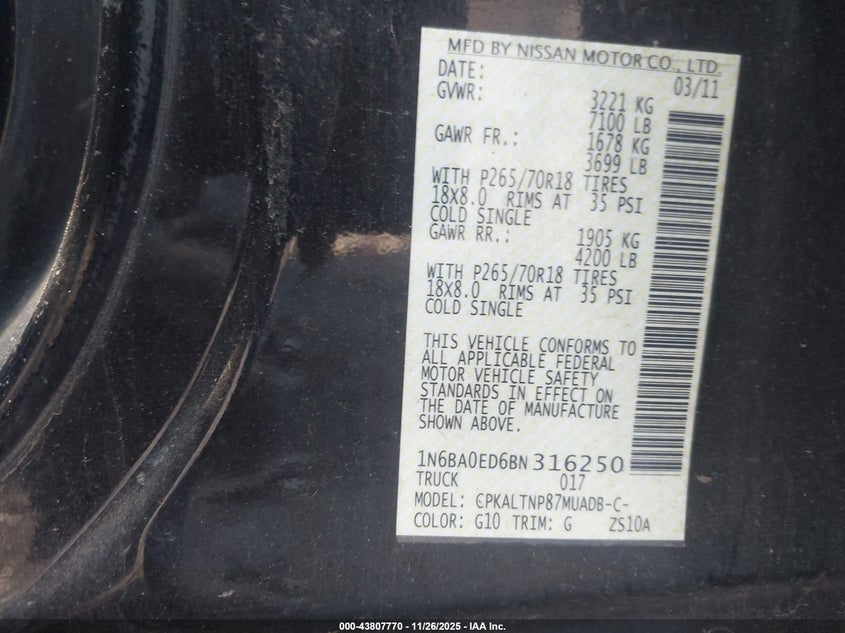 MFD BY NISSAN MOTOR CO., LTD.
DATE: 03/11
GVWR: 3221 KG
7100 LB
GAWR FR.: 1678 KG
3699 LB
WITH P265/70R18 TIRES
18X8.0 RIMS AT 35 PSI
COLD SINGLE
GAWR RR.: 1905 KG
4200 LB
WITH P265/70R18 TIRES
18X8.0 RIMS AT 35 PSI
COLD SINGLE
THIS VEHICLE CONFORMS TO
ALL APPLICABLE FEDERAL
MOTOR VEHICLE SAFETY
STANDARDS IN EFFECT ON
THE DATE OF MANUFACTURE
SHOWN ABOVE.
1N6BA0ED6BN 316250
TRUCK 017
MODEL: CPKALTNP87MUADB-C-
COLOR: G10 TRIM: G ZS10A
000-43807770 - 11/26/2025 - IAA Inc.